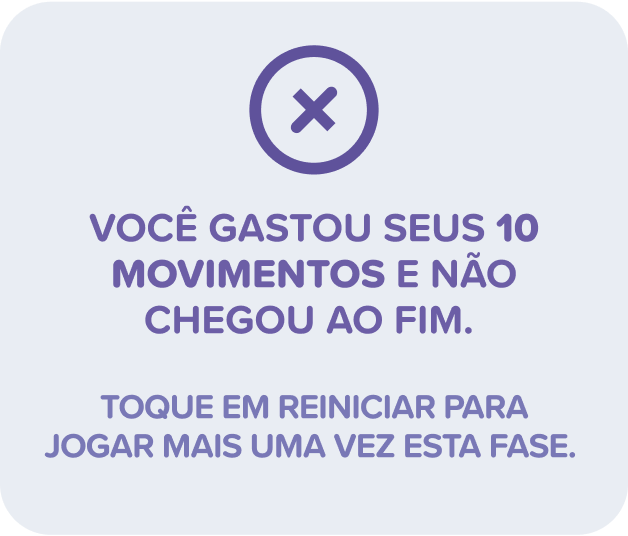 VOCÊ GASTOU SEUS 10
MOVIMENTOS E NÃO
CHEGOU AO FIM.
TOQUE EM REINICIAR PARA
JOGAR MAIS UMA VEZ ESTA FASE.